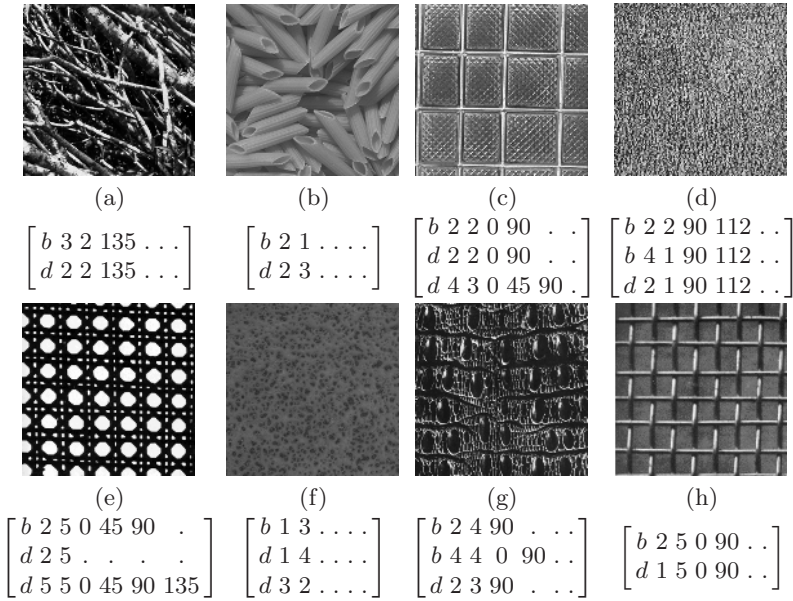 (a) (b) (c) (d)
[ b 3 2 135 . . . ] [ b 2 1 . . . . ] [ b 2 2 0 90 . . ] [ b 2 2 90 112 . . ]
[ d 2 2 135 . . . ] [ d 2 3 . . . . ] [ d 2 2 0 90 . . ] [ b 4 1 90 112 . . ]
[ d 4 3 0 45 90 . ] [ d 2 1 90 112 . . ]
(e) (f) (g) (h)
[ b 2 5 0 45 90 . ] [ b 1 3 . . . . ] [ b 2 4 90 . . . ] [ b 2 5 0 90 . . ]
[ d 2 5 . . . . ] [ d 1 4 . . . . ] [ b 4 4 0 90 . . ] [ d 1 5 0 90 . . ]
[ d 5 5 0 45 90 135 ] [ d 3 2 . . . . ] [ d 2 3 90 . . . ]